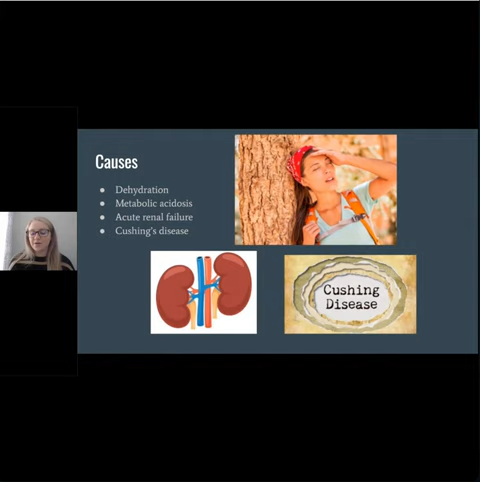 Causes
Dehydration
Metabolic acidosis
Acute renal failure
Cushing's disease
Cushing
Disease